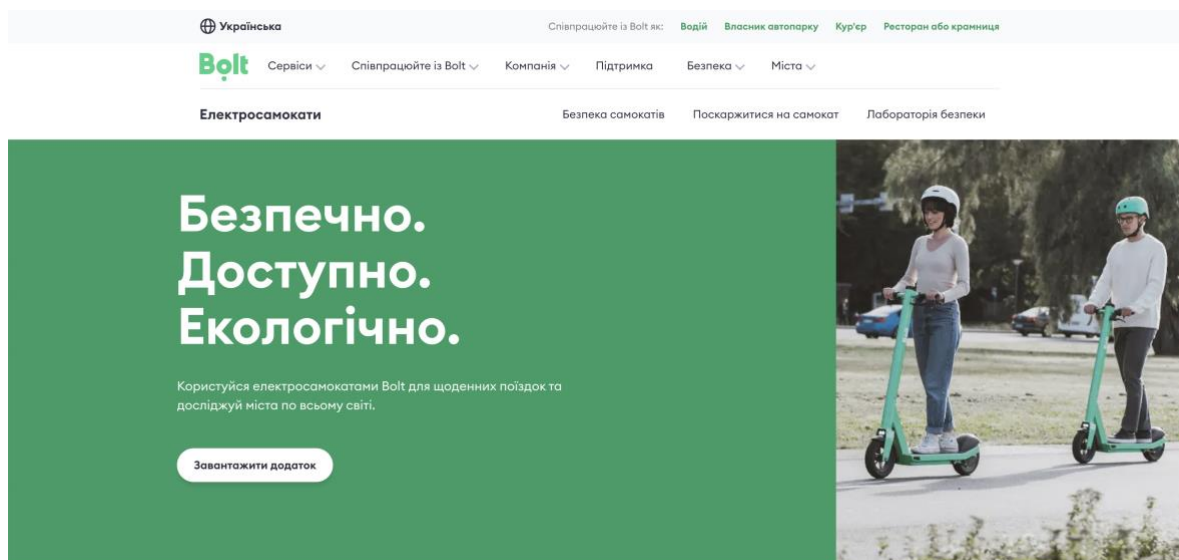 Українська
Співпрацюйте із Bolt як: Водій Власник автопарку Кур'єр Ресторан або крамниця
Bolt Сервіси Співпрацюйте із Bolt Компанія Підтримка Безпека Міста
Електросамокати Безпека самокатів Поскаржитися на самокат Лабораторія безпеки
Безпечно.
Доступно.
Екологічно.
Користуйся електросамокатами Bolt для щоденних поїздок та
досліджуй міста по всьому світі.
Завантажити додаток